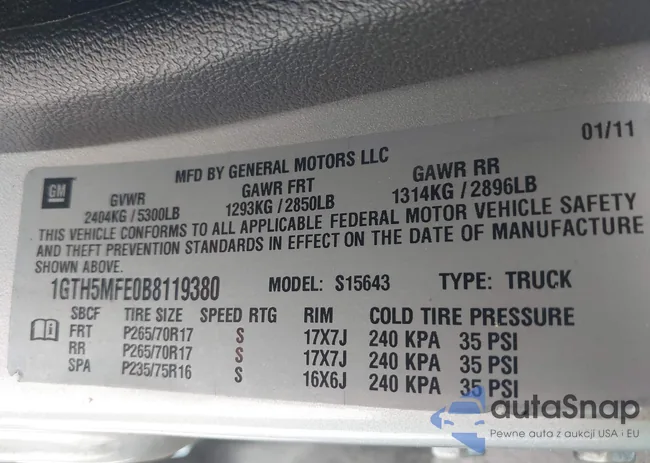 01/11
MFD BY GENERAL MOTORS LLC
GM
GVWR GAWR FRT GAWR RR
2404KG / 5300LB 1293KG / 2850LB 1314KG / 2896LB
THIS VEHICLE CONFORMS TO ALL APPLICABLE FEDERAL MOTOR VEHICLE SAFETY
AND THEFT PREVENTION STANDARDS IN EFFECT ON THE DATE OF MANUFACTURE
SHOWN ABOVE.
1GTH5MFE0B8119380 MODEL: S15643 TYPE: TRUCK
SBCF TIRE SIZE SPEED RTG RIM COLD TIRE PRESSURE
FRT P265/70R17 S 17X7J 240 KPA 35 PSI
RR P265/70R17 S 17X7J 240 KPA 35 PSI
SPA P235/75R16 S 16X6J 240 KPA 35 PSI
autaSnap
Pewne auta z aukcji USA i EU